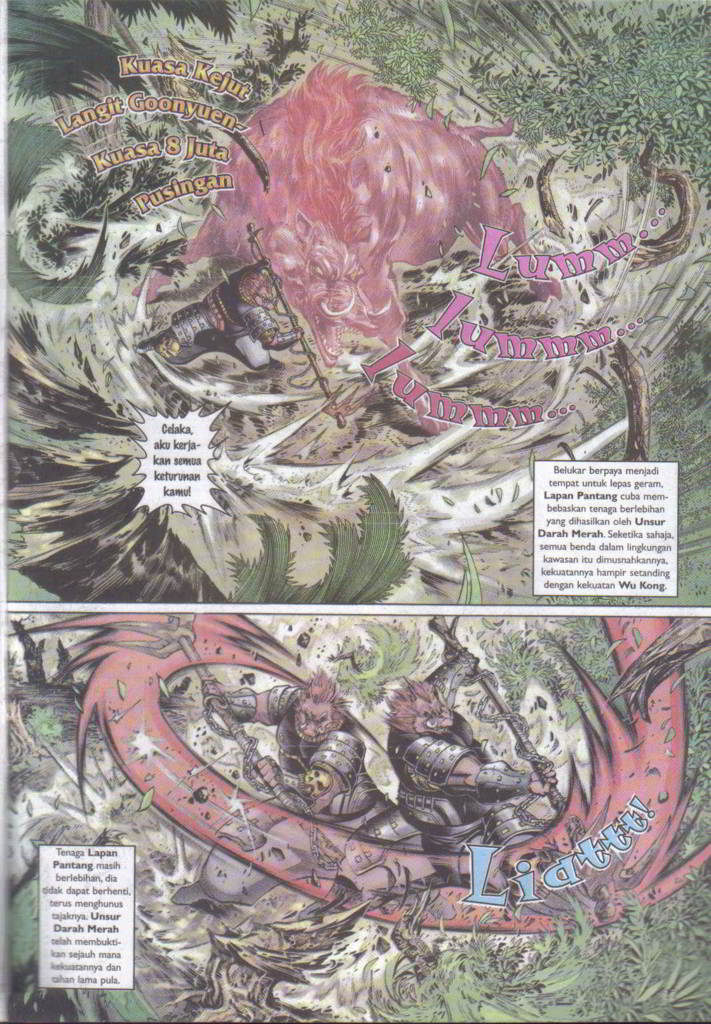 Kuasa Kejut
Langit Goonyuen-
Kuasa 8 Juta
Pusingan
Lumm...
lummm...
lummm...
Celaka,
aku kerja-
kan semua
keturunan
kamu!
Belukar berpaya menjadi
tempat untuk lepas geram,
Lapan Pantang cuba mem-
bebaskan tenaga berlebihan
yang dihasilkan oleh Unsur
Darah Merah. Seketika sahaja,
semua benda dalam lingkungan
kawasan itu dimusnahkannya,
kekuatannya hampir setanding
dengan kekuatan Wu Kong.
Liattt!
Tenaga Lapan
Pantang masih
berlebihan, dia
tidak dapat berhenti,
terus menghunus
tajaknya. Unsur
Darah Merah
telah membukti-
kan sejauh mana
kekuatannya dan
tahan lama pula.